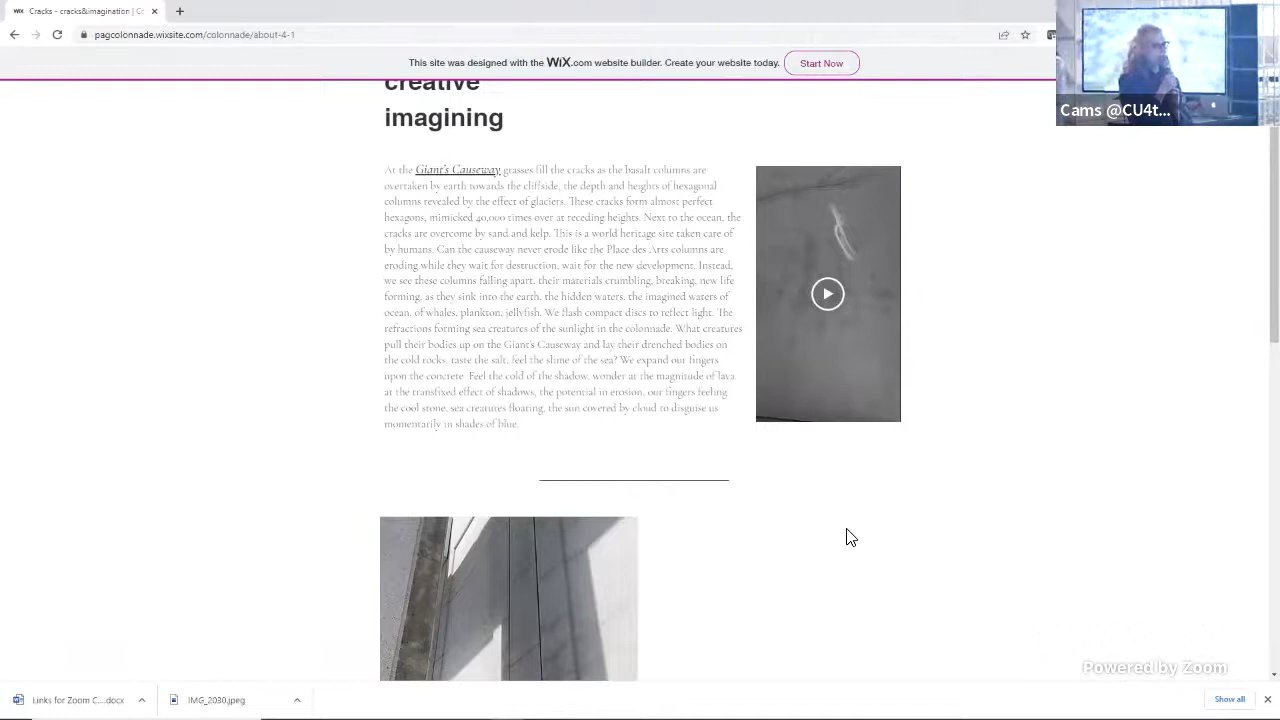 WiX Cracks - cracks&imagination | Co
pagcolonnade.wixsite.com/colonnade/about-4-1
This site was designed with the WiX.com website builder. Create your website today. Start Now
Cams @CU4t...
creative
imagining
At the Giant's Causeway grasses fill the cracks as the basalt columns are
overtaken by earth towards the cliffside, the depth and heights of hexagonal
columns revealed by the effect of glaciers. These cracks form almost perfect
hexagons, mimicked 40,000 times over at receding heights. Next to the ocean, the
cracks are overcome by sand and kelp. This is a world heritage site taken care of
by humans. Can the causeway never erode like the Place des Arts columns are
eroding while they wait for destruction, wait for the new development. Instead,
we see these columns falling apart, their materials crumbling, breaking, new life
forming, as they sink into the earth, the hidden waters, the imagined waters of
ocean, of whales, plankton, jellyfish. We flash compact discs to reflect light. The
refractions forming sea creatures of the sunlight in the colonnade. What creatures
pull their bodies up on the Giant's Causeway and lay their drenched bodies on
the cold rocks, taste the salt, feel the slime of the sea? We expand our fingers
upon the concrete. Feel the cold of the shadow, wonder at the magnitude of lava,
at the transfixed effect of shadows, the potential in erosion, our fingers feeling
the cool stone, sea creatures floating, the sun covered by cloud to disguise us
momentarily in shades of blue.
Powered by Zoom
Links for Zoom C....docx
IMG_2030.jpeg
Show all